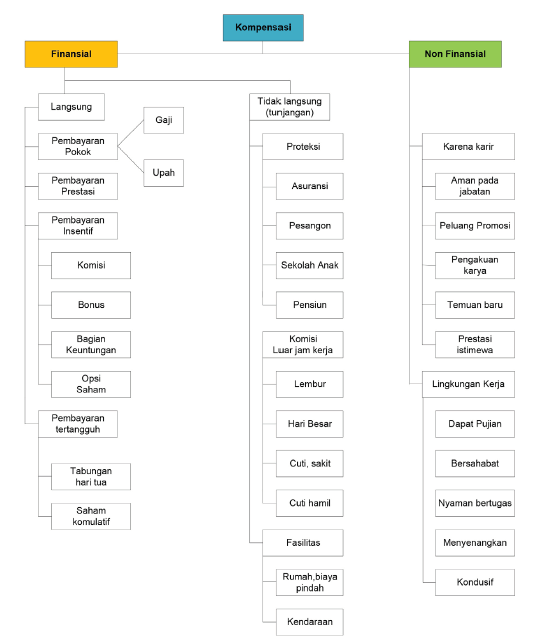 Kompensasi
Finansial
Non Finansial
Langsung
Pembayaran
Pokok
Gaji
Upah
Pembayaran
Prestasi
Pembayaran
Insentif
Komisi
Bonus
Bagian
Keuntungan
Opsi
Saham
Pembayaran
tertangguh
Tabungan
hari tua
Saham
komulatif
Tidak langsung
(tunjangan)
Proteksi
Asuransi
Pesangon
Sekolah Anak
Pensiun
Komisi
Luar jam kerja
Lembur
Hari Besar
Cuti, sakit
Cuti hamil
Fasilitas
Rumah,biaya
pindah
Kendaraan
Karena karir
Aman pada
jabatan
Peluang Promosi
Pengakuan
karya
Temuan baru
Prestasi
istimewa
Lingkungan Kerja
Dapat Pujian
Bersahabat
Nyaman bertugas
Menyenangkan
Kondusif